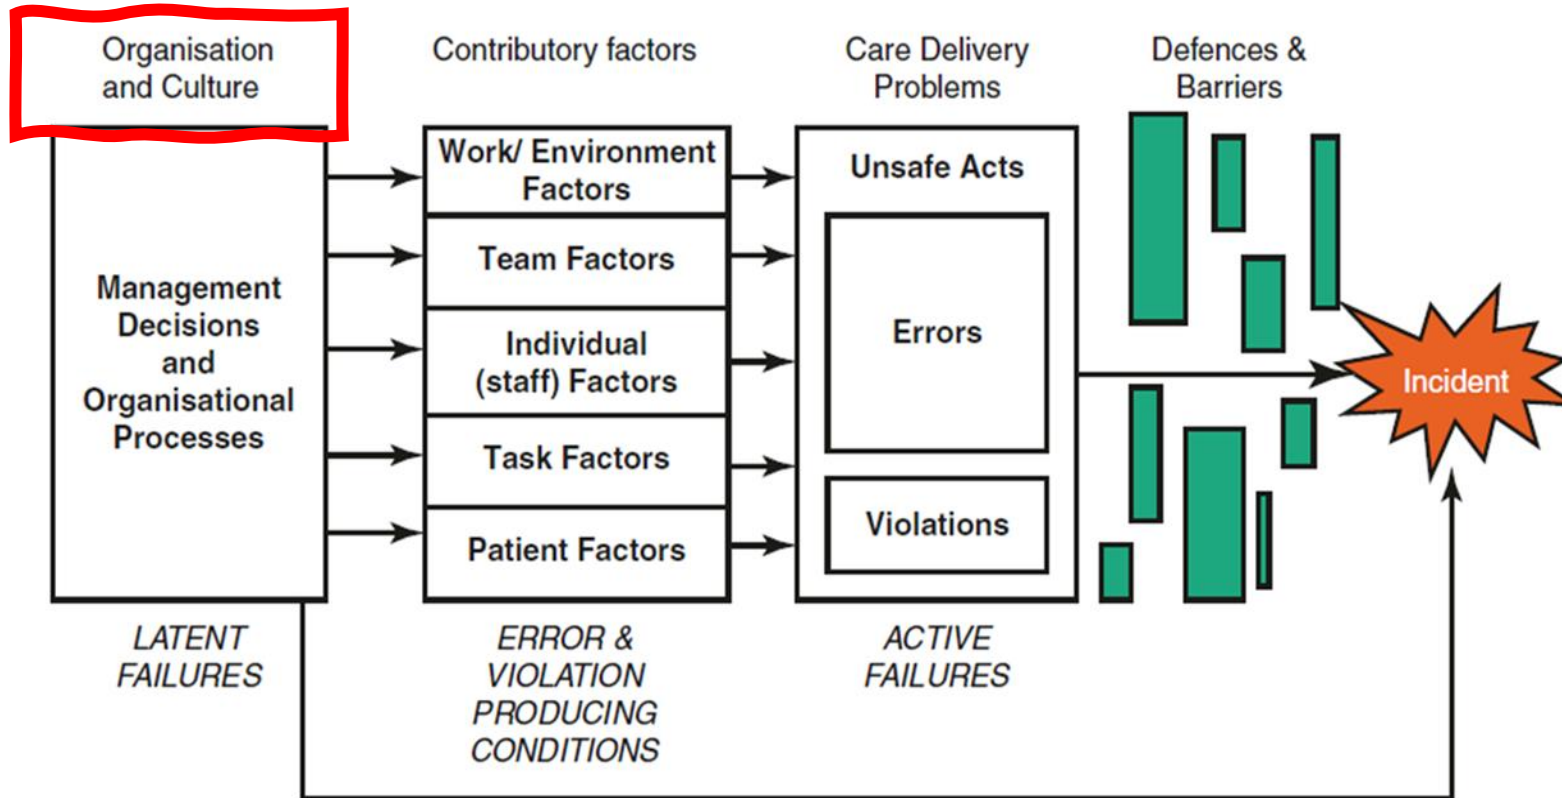 Organisation
and Culture
Contributory factors
Care Delivery
Problems
Defences &
Barriers
Management
Decisions
and
Organisational
Processes
Work/ Environment
Factors
Team Factors
Individual
(staff) Factors
Task Factors
Patient Factors
Unsafe Acts
Errors
Violations
Incident
LATENT
FAILURES
ERROR &
VIOLATION
PRODUCING
CONDITIONS
ACTIVE
FAILURES